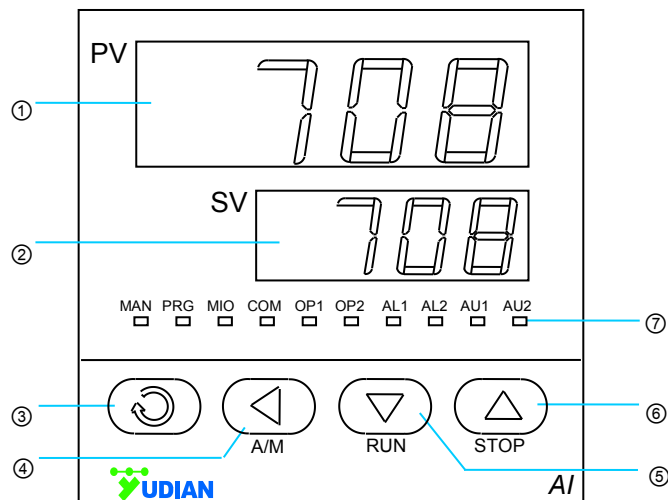 PV
708
①
SV
708
②
MAN PRG MIO COM OP1 OP2 AL1 AL2 AU1 AU2
⑦
③
⑥
④
A/M
RUN
STOP
⑤
YUDIAN
AI